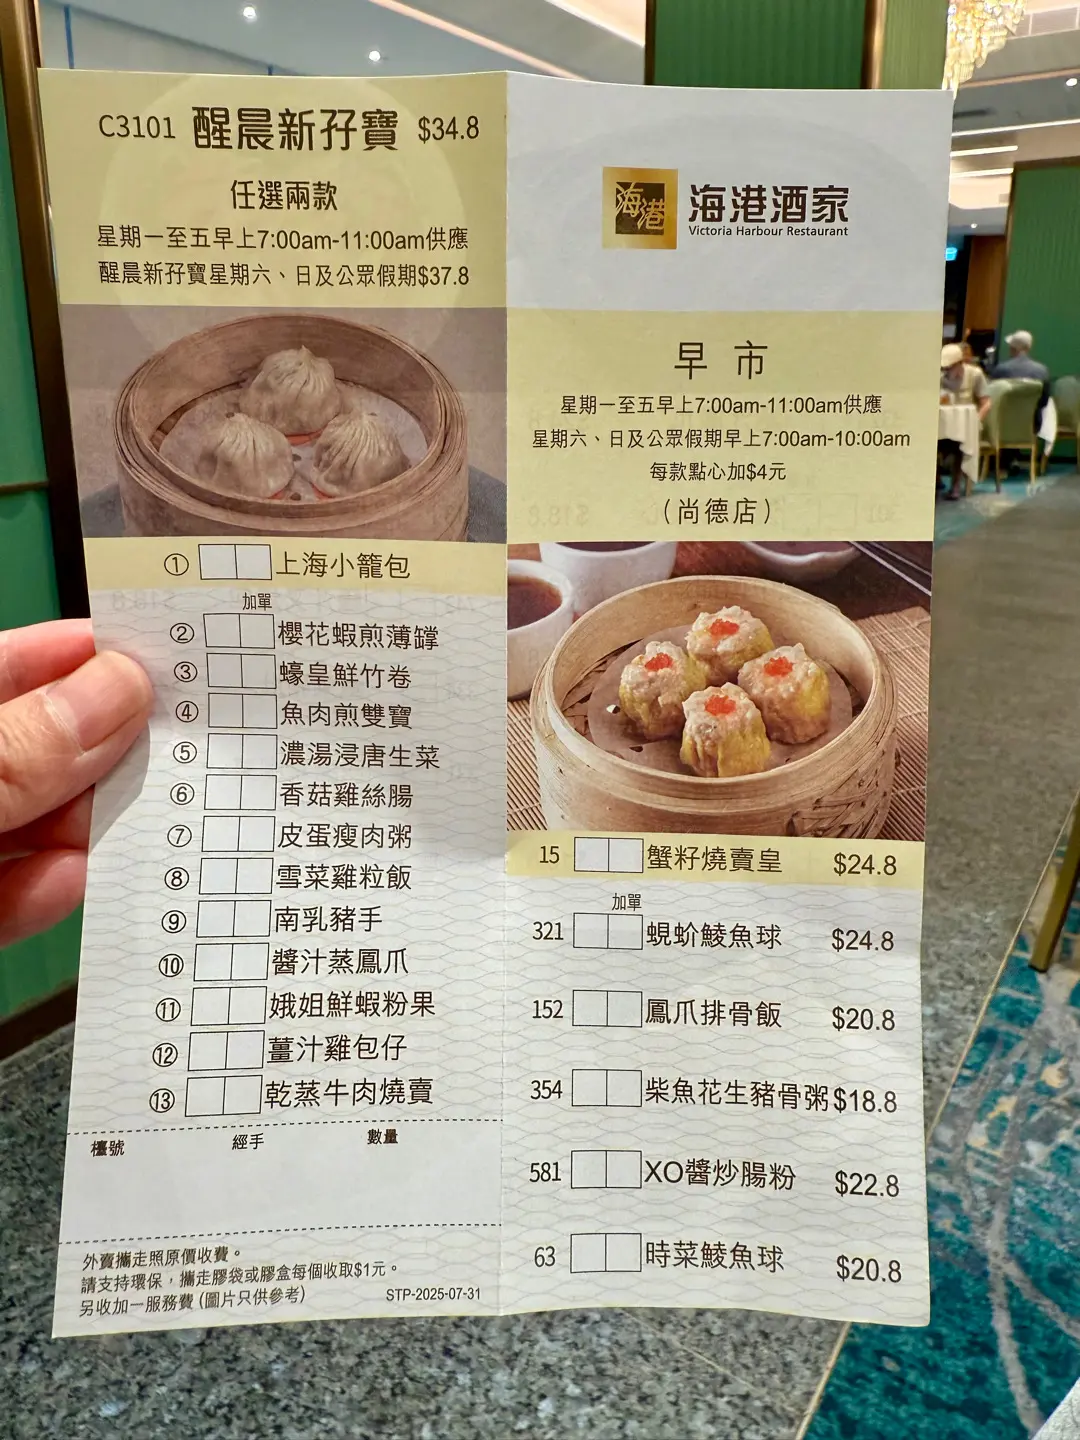 C3101 醒晨新孖寶 $34.8
任選兩款
星期一至五早上7:00am-11:00am供應
醒晨新孖寶星期六、日及公眾假期$37.8
① 上海小籠包
加單
② 櫻花蝦煎薄罉
③ 蠔皇鮮竹卷
④ 魚肉煎雙寶
⑤ 濃湯浸唐生菜
⑥ 香菇雞絲腸
⑦ 皮蛋瘦肉粥
⑧ 雪菜雞粒飯
⑨ 南乳豬手
⑩ 醬汁蒸鳳爪
⑪ 娥姐鮮蝦粉果
⑫ 薑汁雞包仔
⑬ 乾蒸牛肉燒賣
檯號 經手 數量
外賣攜走照原價收費。
請支持環保，攜走膠袋或膠盒每個收取$1元。
另收加一服務費 (圖片只供參考) STP-2025-07-31
海港
海港酒家
Victoria Harbour Restaurant
早市
星期一至五早上7:00am-11:00am供應
星期六、日及公眾假期早上7:00am-10:00am
每款點心加$4元
（尚德店）
15 蟹籽燒賣皇 $24.8
加單
321 蜆蚧鯪魚球 $24.8
152 鳳爪排骨飯 $20.8
354 柴魚花生豬骨粥 $18.8
581 XO醬炒腸粉 $22.8
63 時菜鯪魚球 $20.8